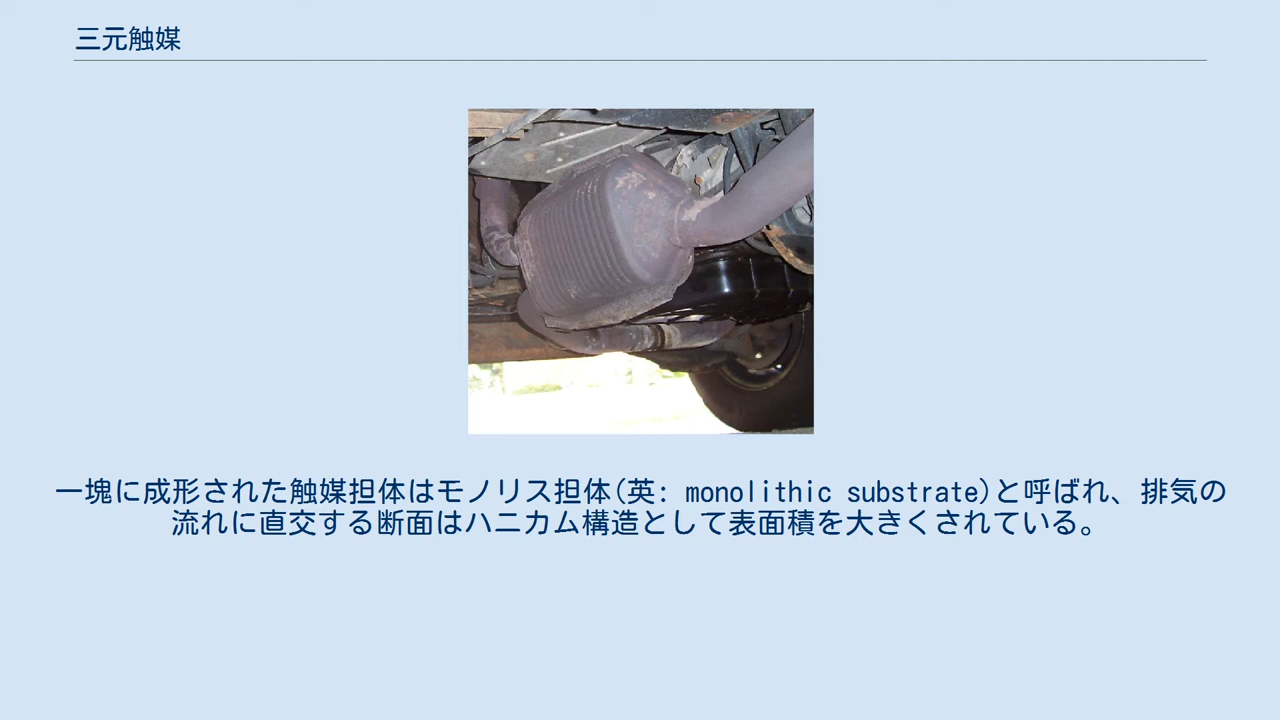 三元触媒
一塊に成形された触媒担体はモノリス担体(英: monolithic substrate)と呼ばれ、排気の
流れに直交する断面はハニカム構造として表面積を大きくされている。